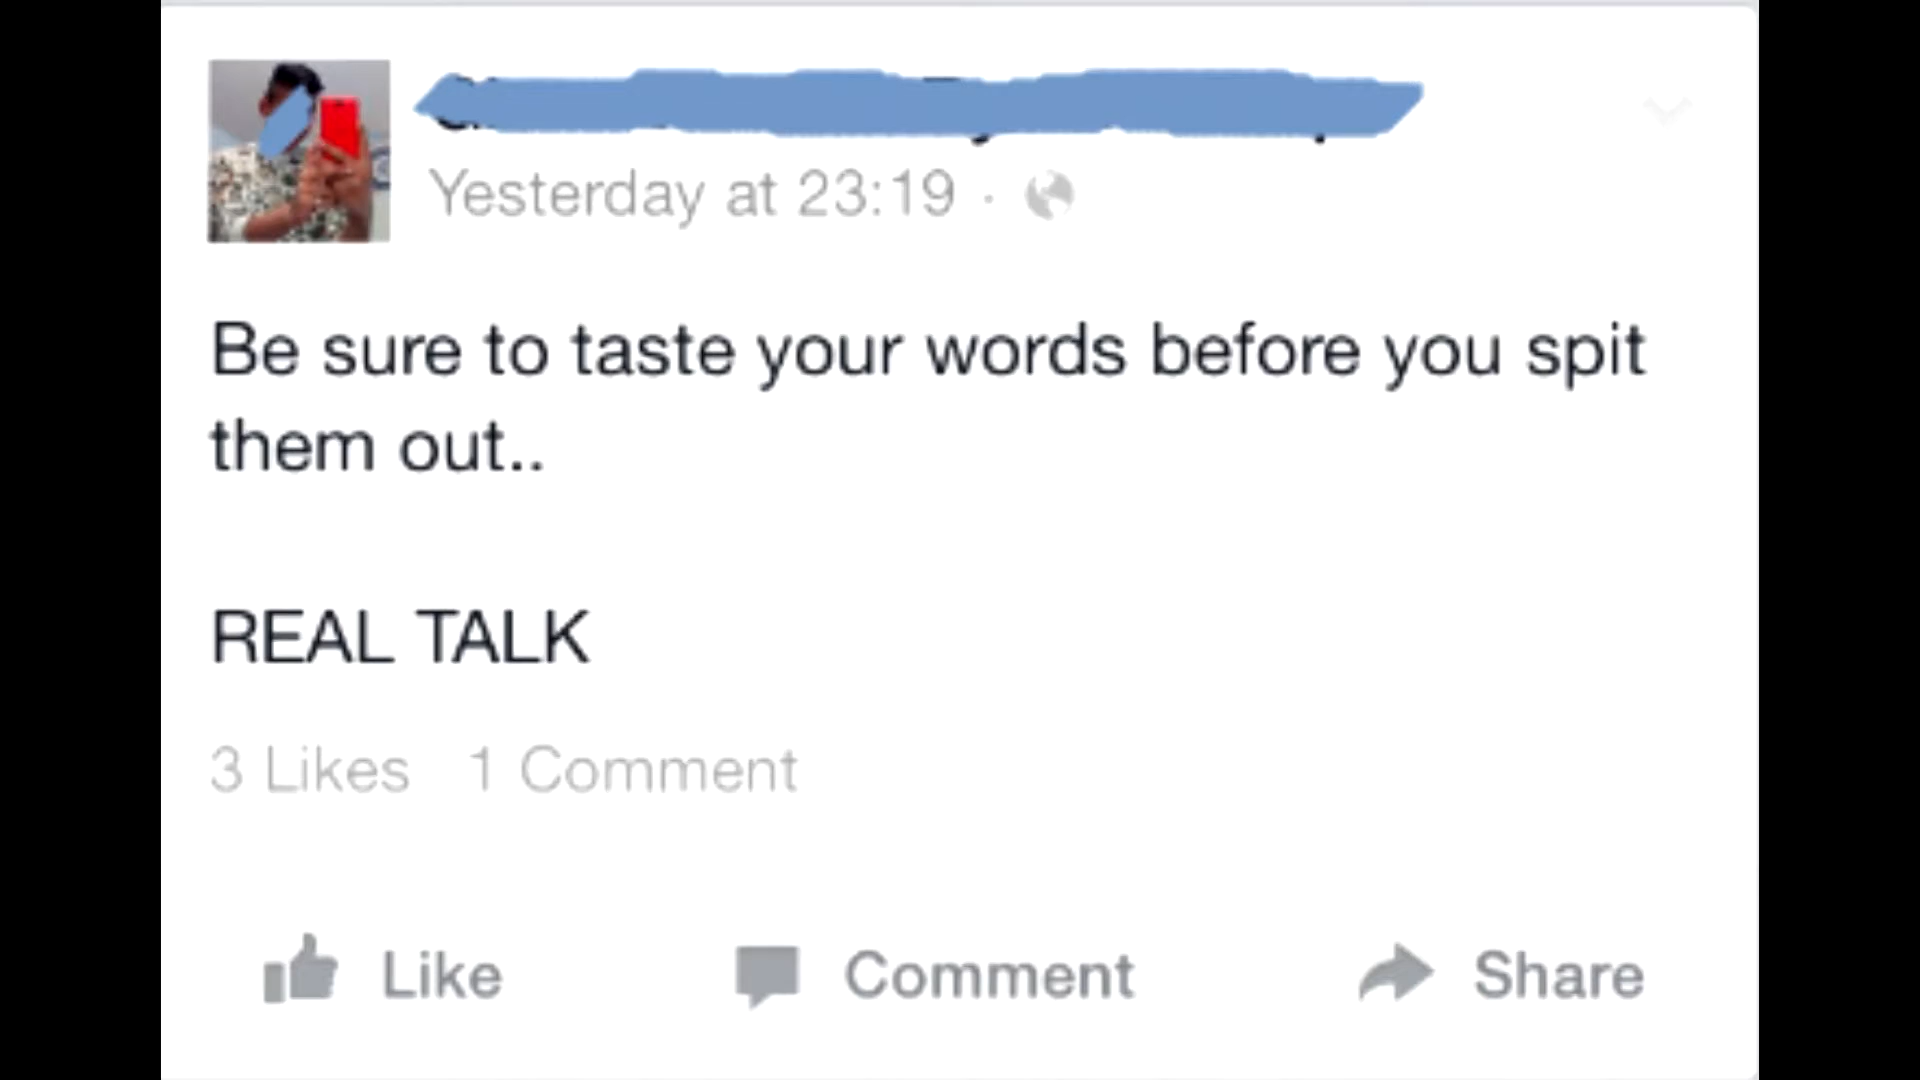 Yesterday at 23:19 ·
Be sure to taste your words before you spit
them out..
REAL TALK
3 Likes 1 Comment
Like Comment Share